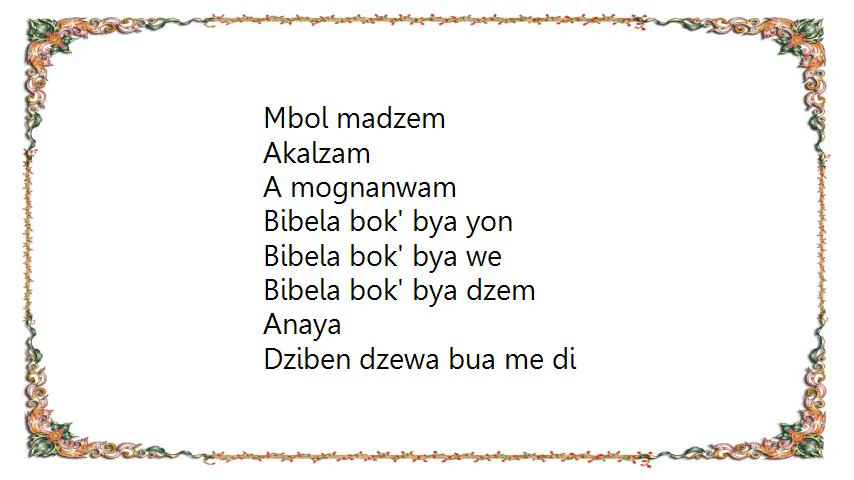 Mbol madzem
Akalzam
A mognanwam
Bibela bok' bya yon
Bibela bok' bya we
Bibela bok' bya dzem
Anaya
Dziben dzewa bua me di